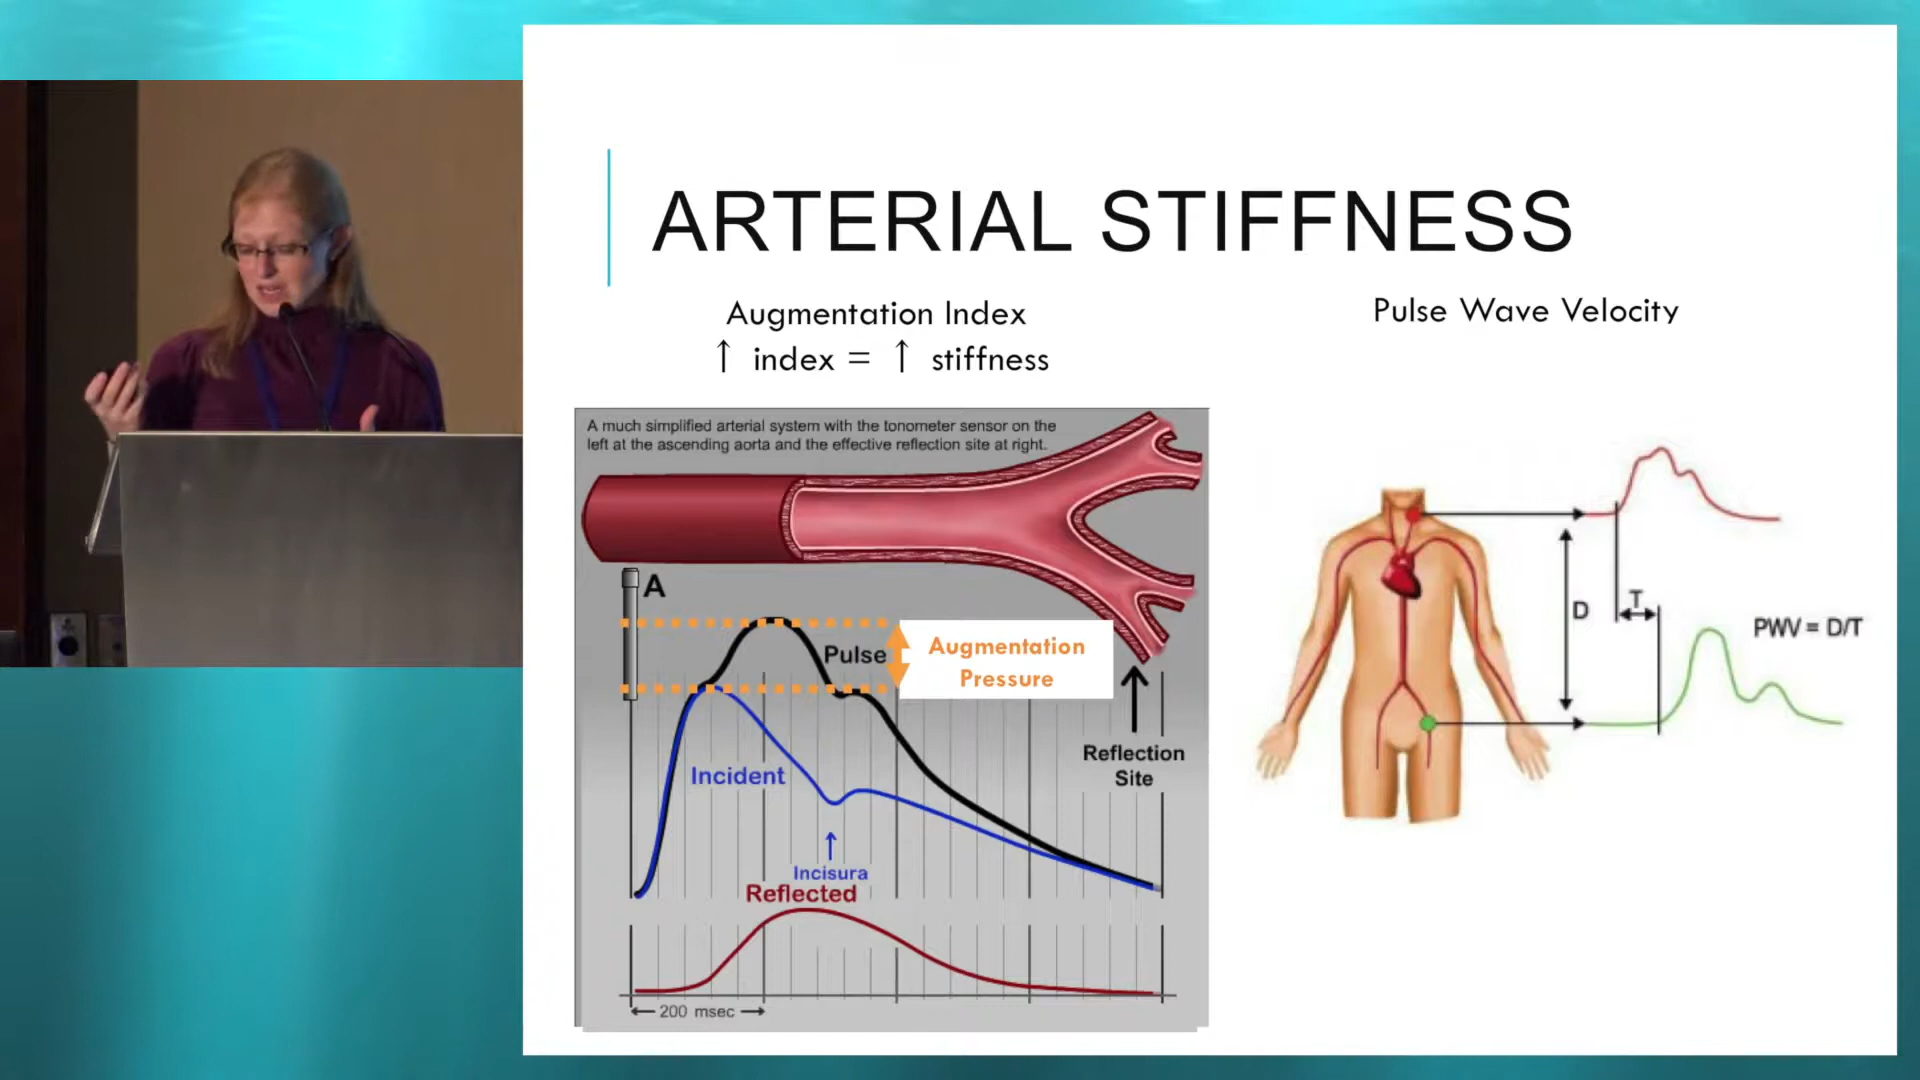 ARTERIAL STIFFNESS
Augmentation Index
↑ index = ↑ stiffness
Pulse Wave Velocity
A much simplified arterial system with the tonometer sensor on the
left at the ascending aorta and the effective reflection site at right.
A
Pulse
Augmentation
Pressure
Reflection
Site
Incident
Incisura
Reflected
200 msec
D
T
PWV = D/T